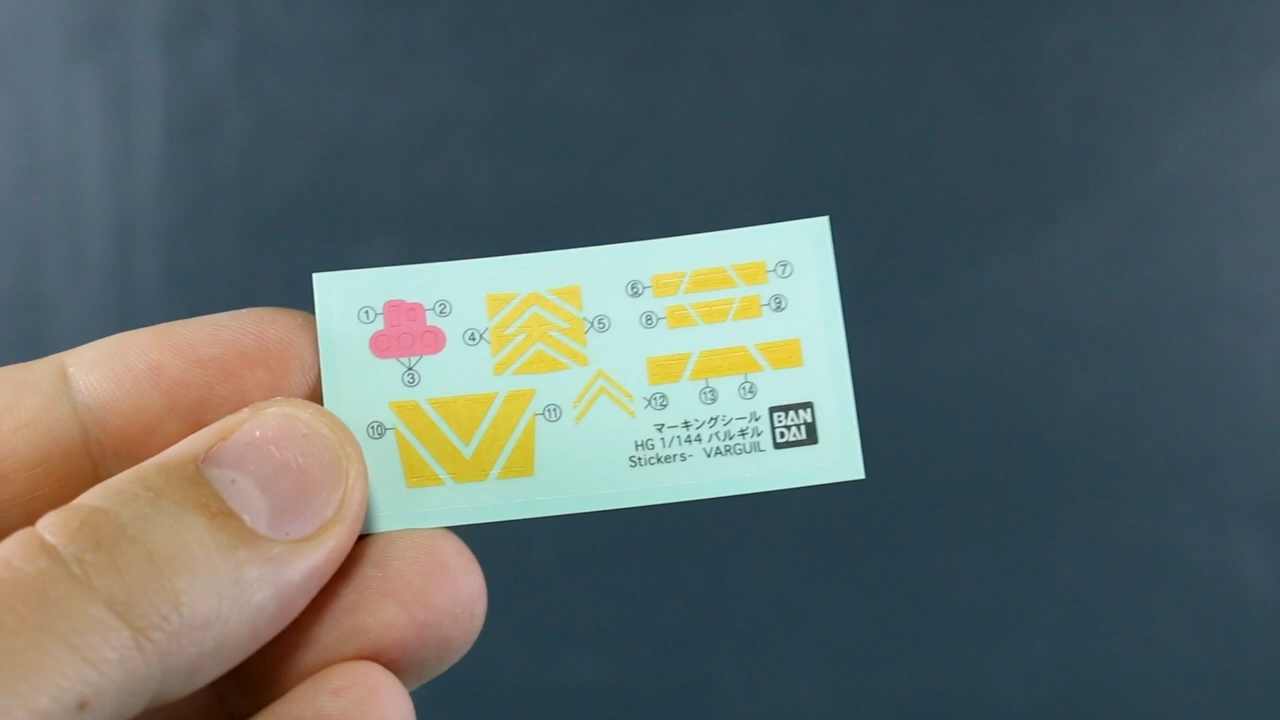 ① ②
③
④ ⑤
⑥ ⑦
⑧ ⑨
⑩ ⑪
⑫
⑬ ⑭
マーキングシール
HG 1/144 バルギル
Stickers- VARGUIL
BAN
DAI